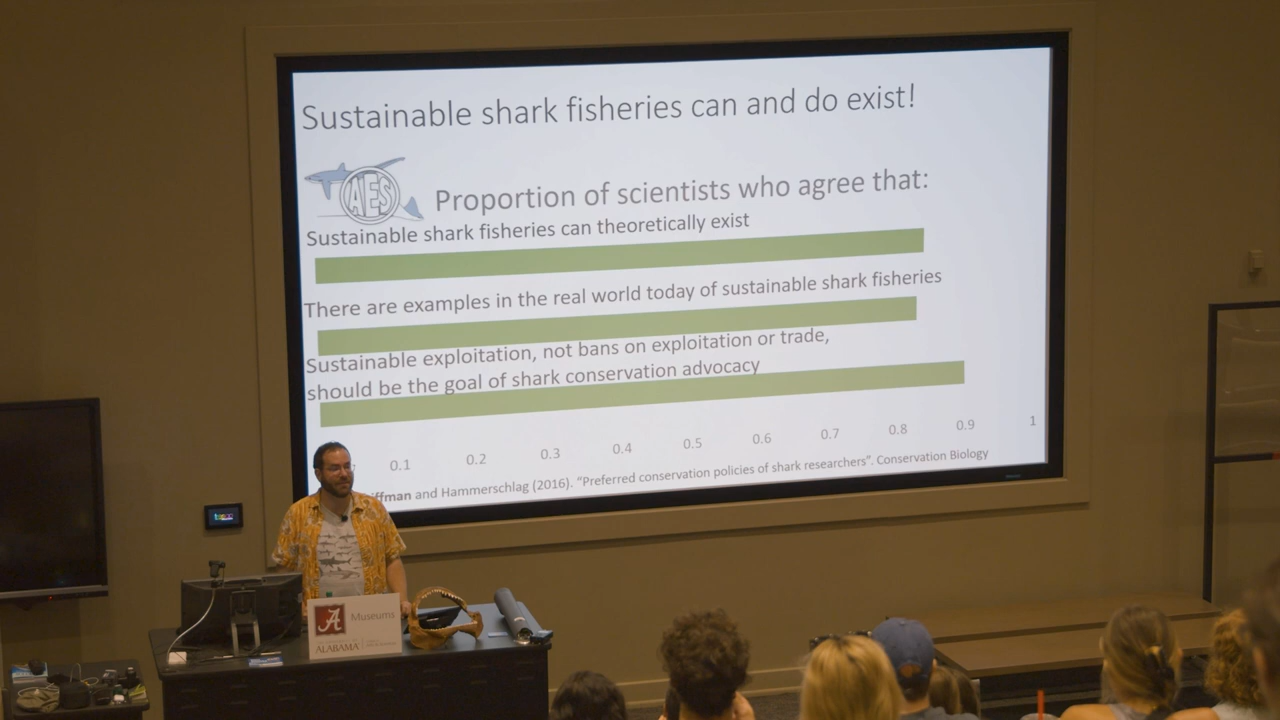 Sustainable shark fisheries can and do exist!
AES
Proportion of scientists who agree that:
Sustainable shark fisheries can theoretically exist
There are examples in the real world today of sustainable shark fisheries
Sustainable exploitation, not bans on exploitation or trade,
should be the goal of shark conservation advocacy
0.1 0.2 0.3 0.4 0.5 0.6 0.7 0.8 0.9 1
iffman and Hammerschlag (2016). “Preferred conservation policies of shark researchers”. Conservation Biology
A Museums
ALABAMA